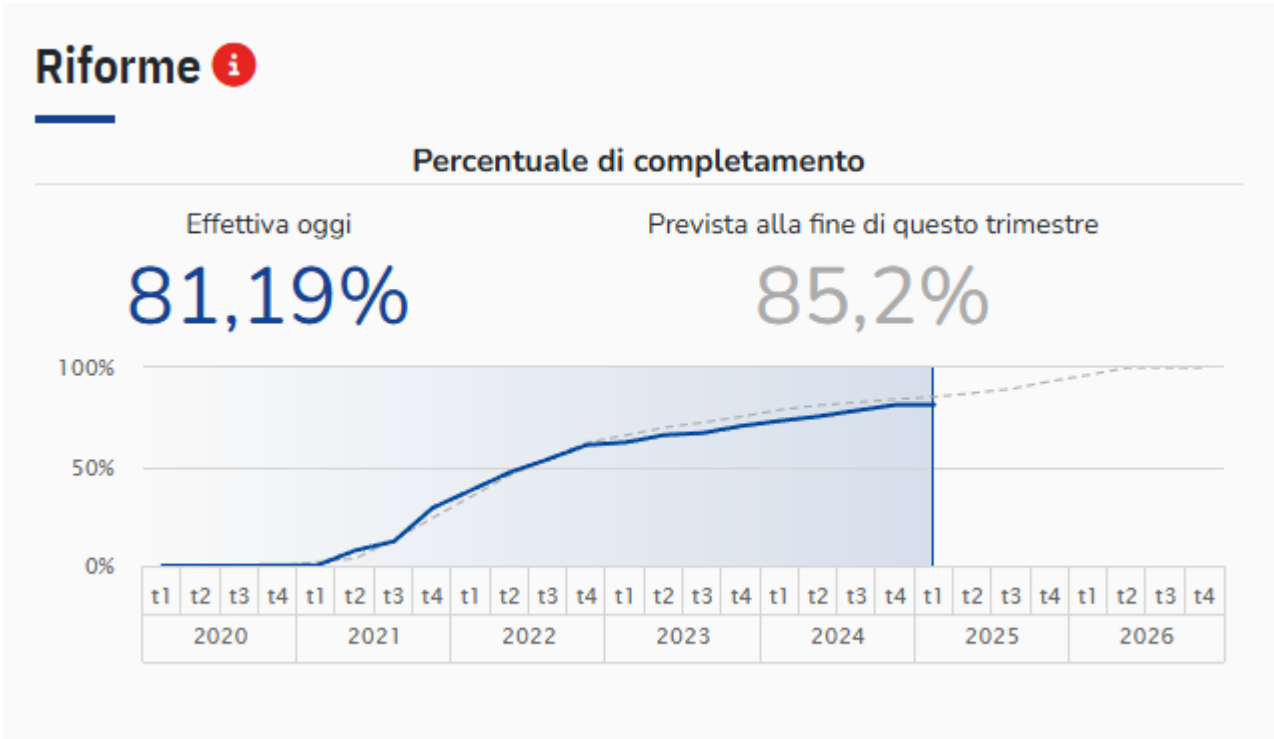 Riforme i
Percentuale di completamento
Effettiva oggi
Prevista alla fine di questo trimestre
81,19%
85,2%
100%
50%
0%
t1 t2 t3 t4 t1 t2 t3 t4 t1 t2 t3 t4 t1 t2 t3 t4 t1 t2 t3 t4 t1 t2 t3 t4 t1 t2 t3 t4
2020 2021 2022 2023 2024 2025 2026